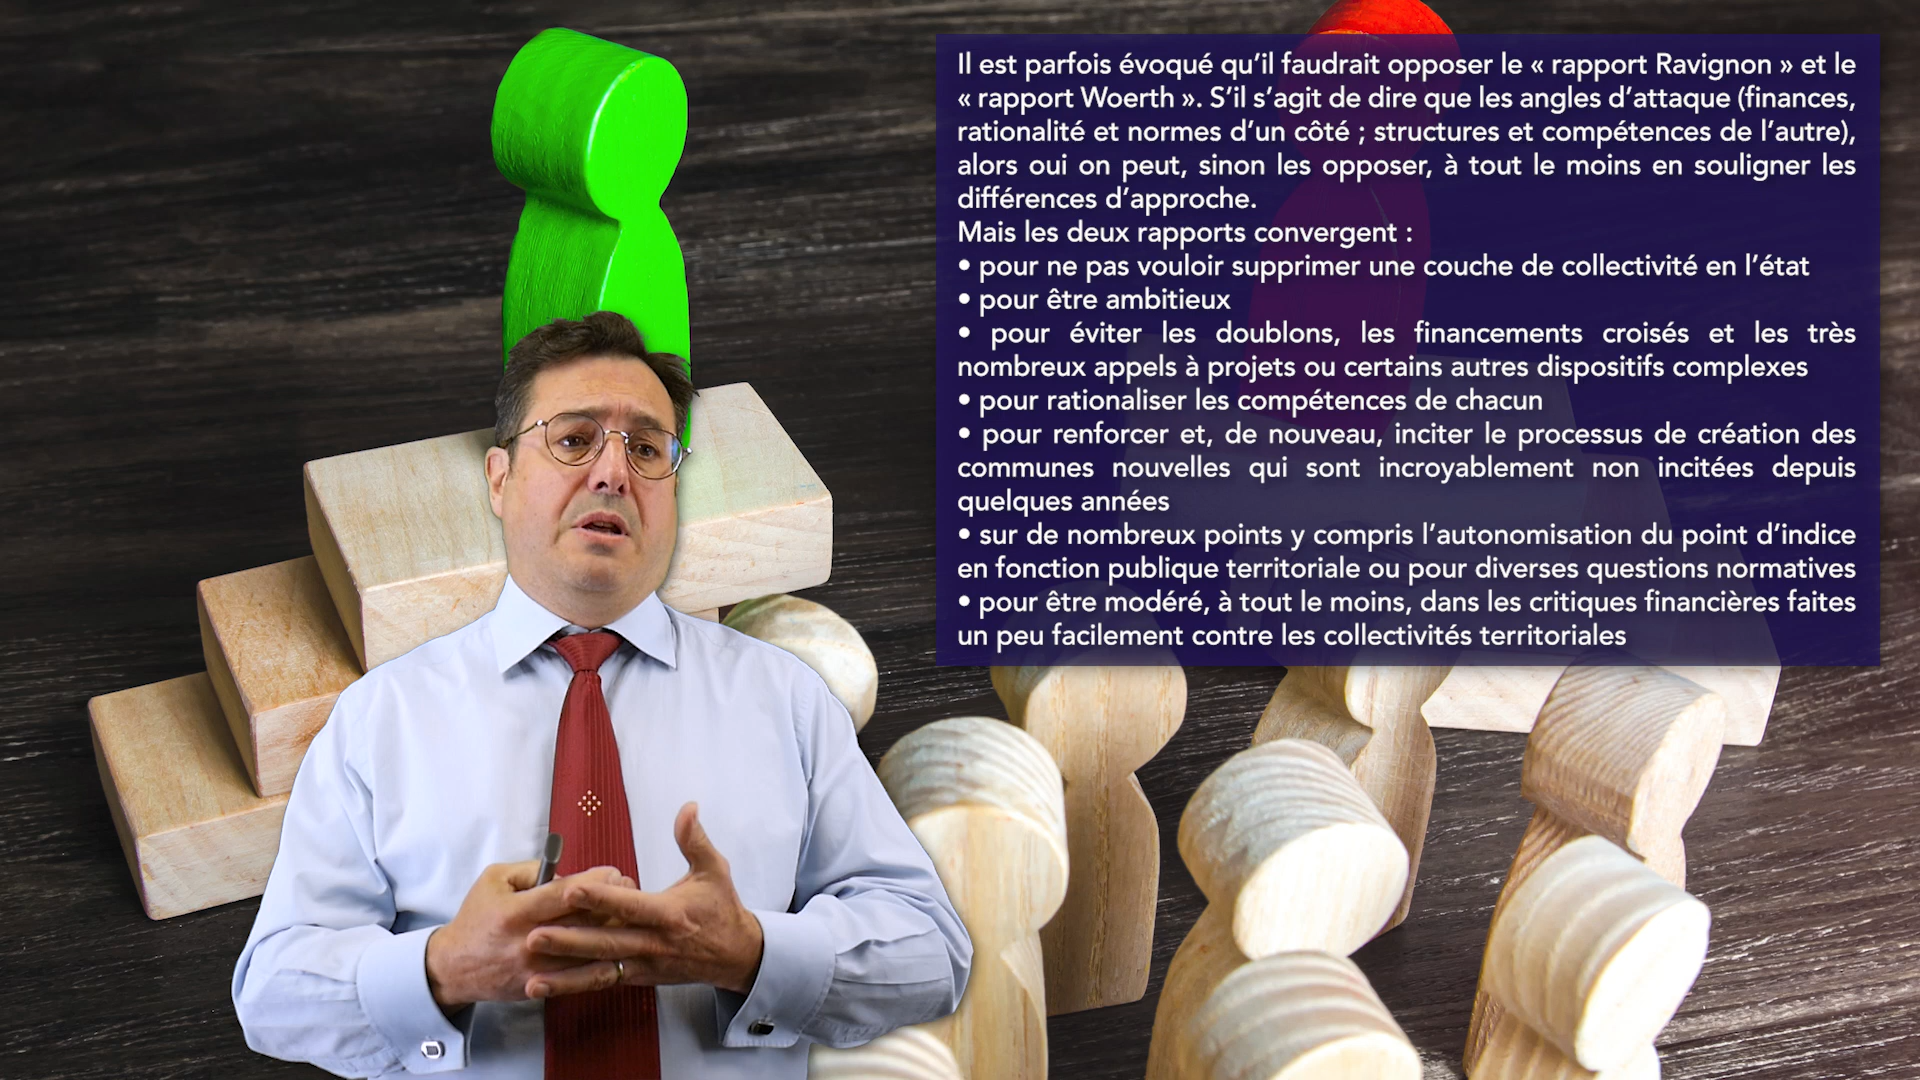 Il est parfois évoqué qu’il faudrait opposer le « rapport Ravignon » et le
« rapport Woerth ». S’il s’agit de dire que les angles d’attaque (finances,
rationalité et normes d’un côté ; structures et compétences de l’autre),
alors oui on peut, sinon les opposer, à tout le moins en souligner les
différences d’approche.
Mais les deux rapports convergent :
• pour ne pas vouloir supprimer une couche de collectivité en l’état
• pour être ambitieux
• pour éviter les doublons, les financements croisés et les très
nombreux appels à projets ou certains autres dispositifs complexes
• pour rationaliser les compétences de chacun
• pour renforcer et, de nouveau, inciter le processus de création des
communes nouvelles qui sont incroyablement non incitées depuis
quelques années
• sur de nombreux points y compris l’autonomisation du point d’indice
en fonction publique territoriale ou pour diverses questions normatives
• pour être modéré, à tout le moins, dans les critiques financières faites
un peu facilement contre les collectivités territoriales